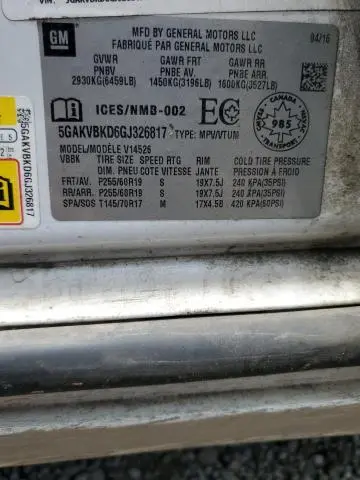 GM
MFD BY GENERAL MOTORS LLC
FABRIQUÉ PAR GENERAL MOTORS LLC
04/16
GVWR GAWR FRT GAWR RR
PNBV PNBE AV. PNBE ARR.
2930KG(6459LB) 1450KG(3196LB) 1600KG(3527LB)
ICES/NMB-002 EC
CANADA
985
TRANSPORT
5GAKVBKD6GJ326817 TYPE: MPV/VTUM
MODEL/MODÈLE V14526
VBBK TIRE SIZE SPEED RTG RIM COLD TIRE PRESSURE
DIM. PNEU COTE VITESSE JANTE PRESSION A FROID
FRT/AV. P255/60R19 S 19X7.5J 240 KPA(35PSI)
RR/ARR. P255/60R19 S 19X7.5J 240 KPA(35PSI)
SPA/SOS T145/70R17 M 17X4.5B 420 KPA(60PSI)
5GAKVBKD6GJ326817